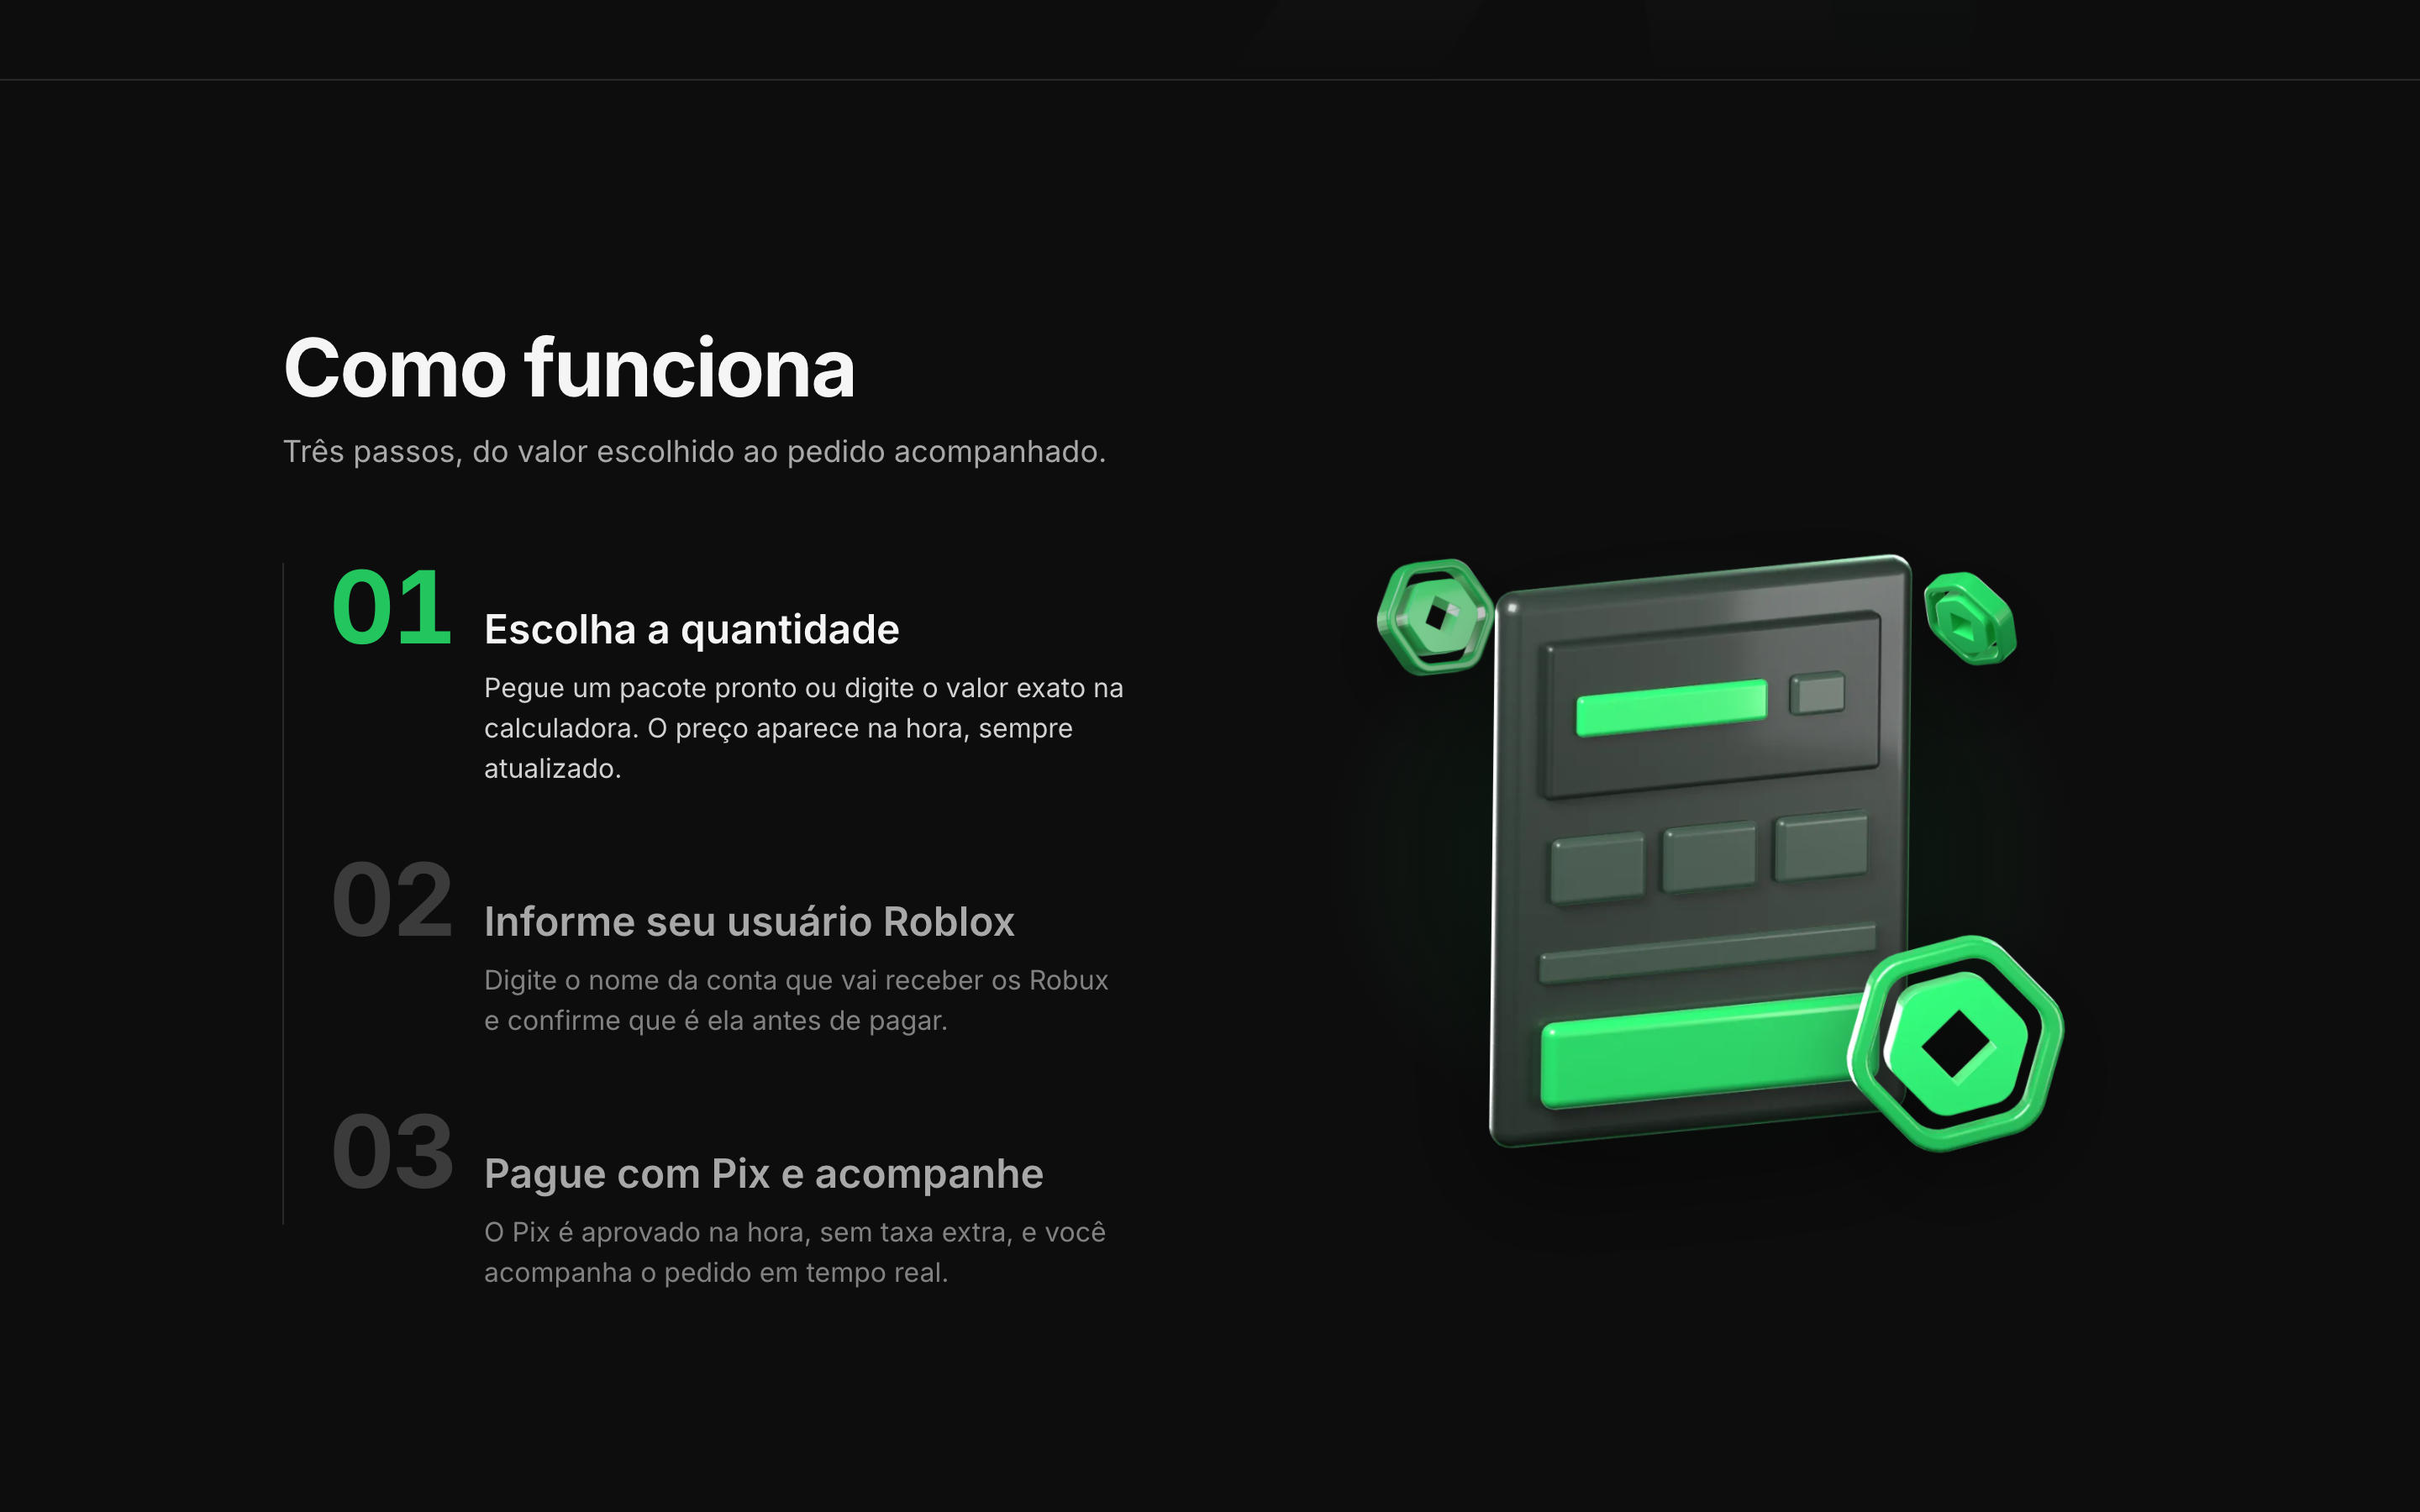 Como funciona
Três passos, do valor escolhido ao pedido acompanhado.
01
Escolha a quantidade
Pegue um pacote pronto ou digite o valor exato na
calculadora. O preço aparece na hora, sempre
atualizado.
02
Informe seu usuário Roblox
Digite o nome da conta que vai receber os Robux
e confirme que é ela antes de pagar.
03
Pague com Pix e acompanhe
O Pix é aprovado na hora, sem taxa extra, e você
acompanha o pedido em tempo real.